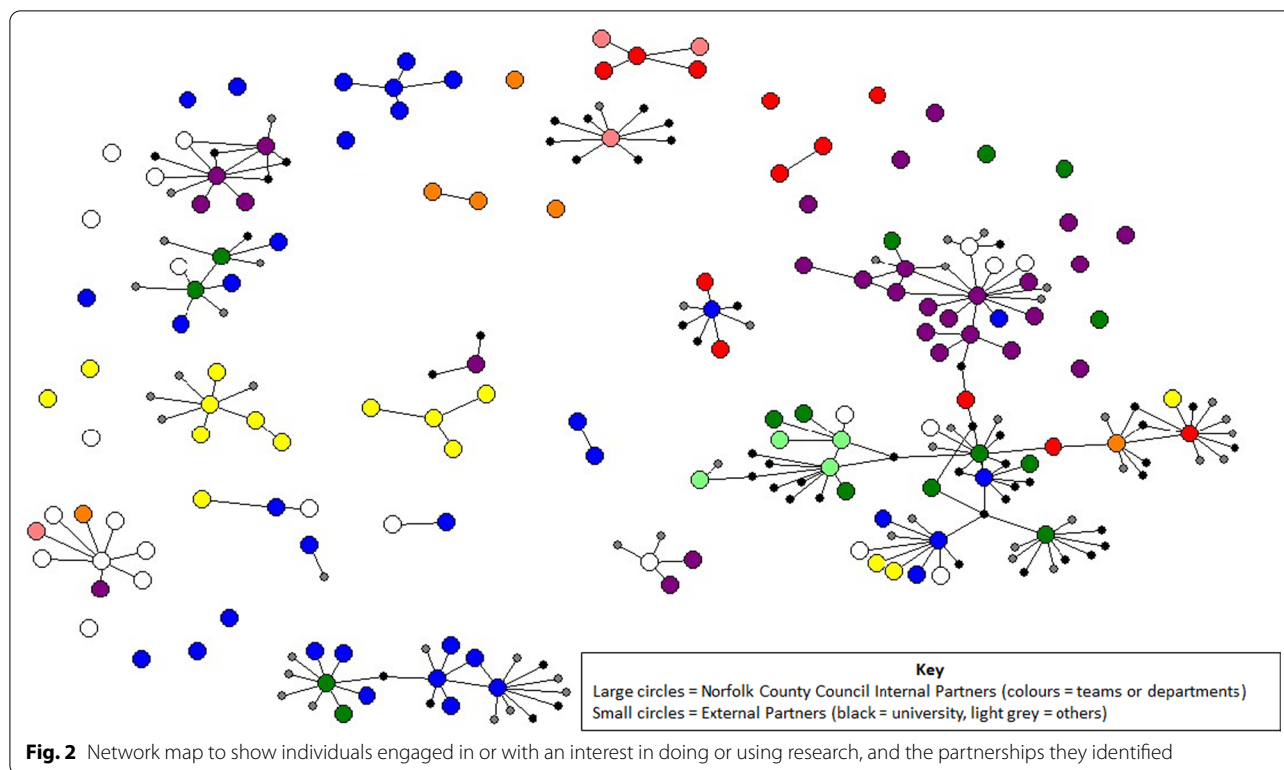 Key
Large circles = Norfolk County Council Internal Partners (colours = teams or departments)
Small circles = External Partners (black = university, light grey = others)
Fig. 2 Network map to show individuals engaged in or with an interest in doing or using research, and the partnerships they identified